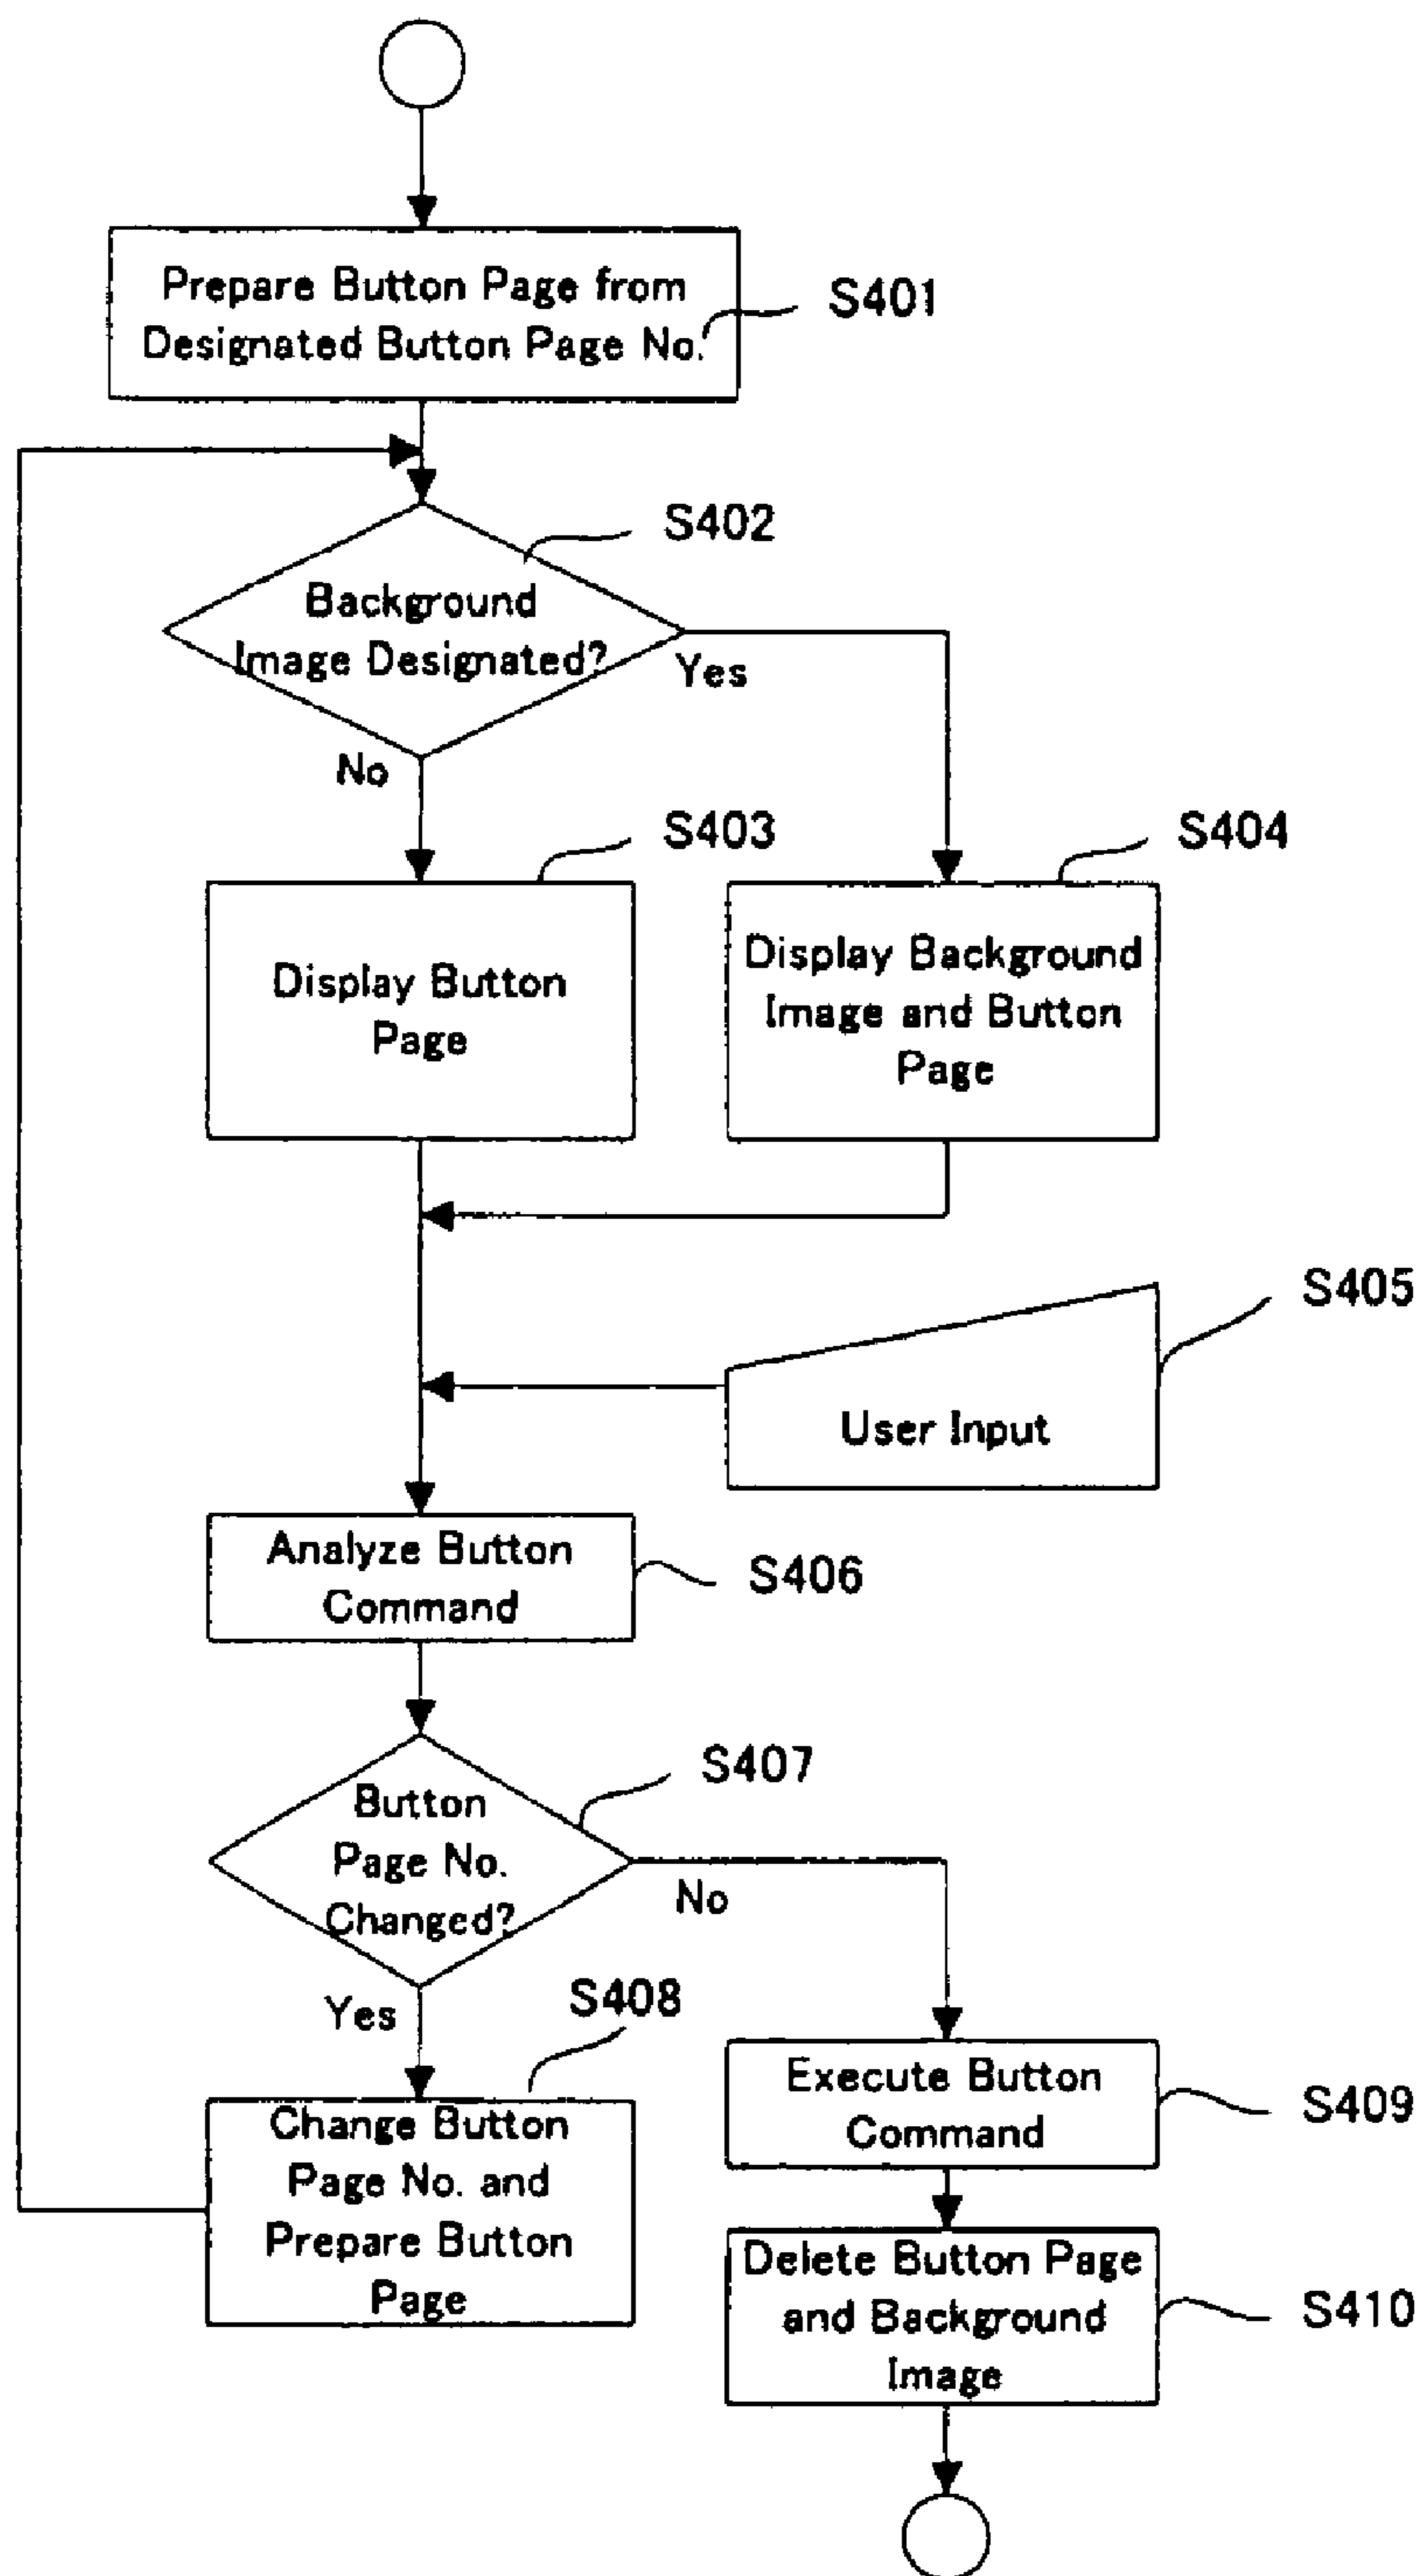 Prepare Button Page from
Designated Button Page No.
S401
S402
Background
Image Designated?
Yes
No
S403
S404
Display Button
Page
Display Background
Image and Button
Page
S405
User Input
Analyze Button
Command
S406
S407
Button
Page No.
Changed?
No
Yes
S408
Change Button
Page No. and
Prepare Button
Page
Execute Button
Command
S409
Delete Button Page
and Background
Image
S410